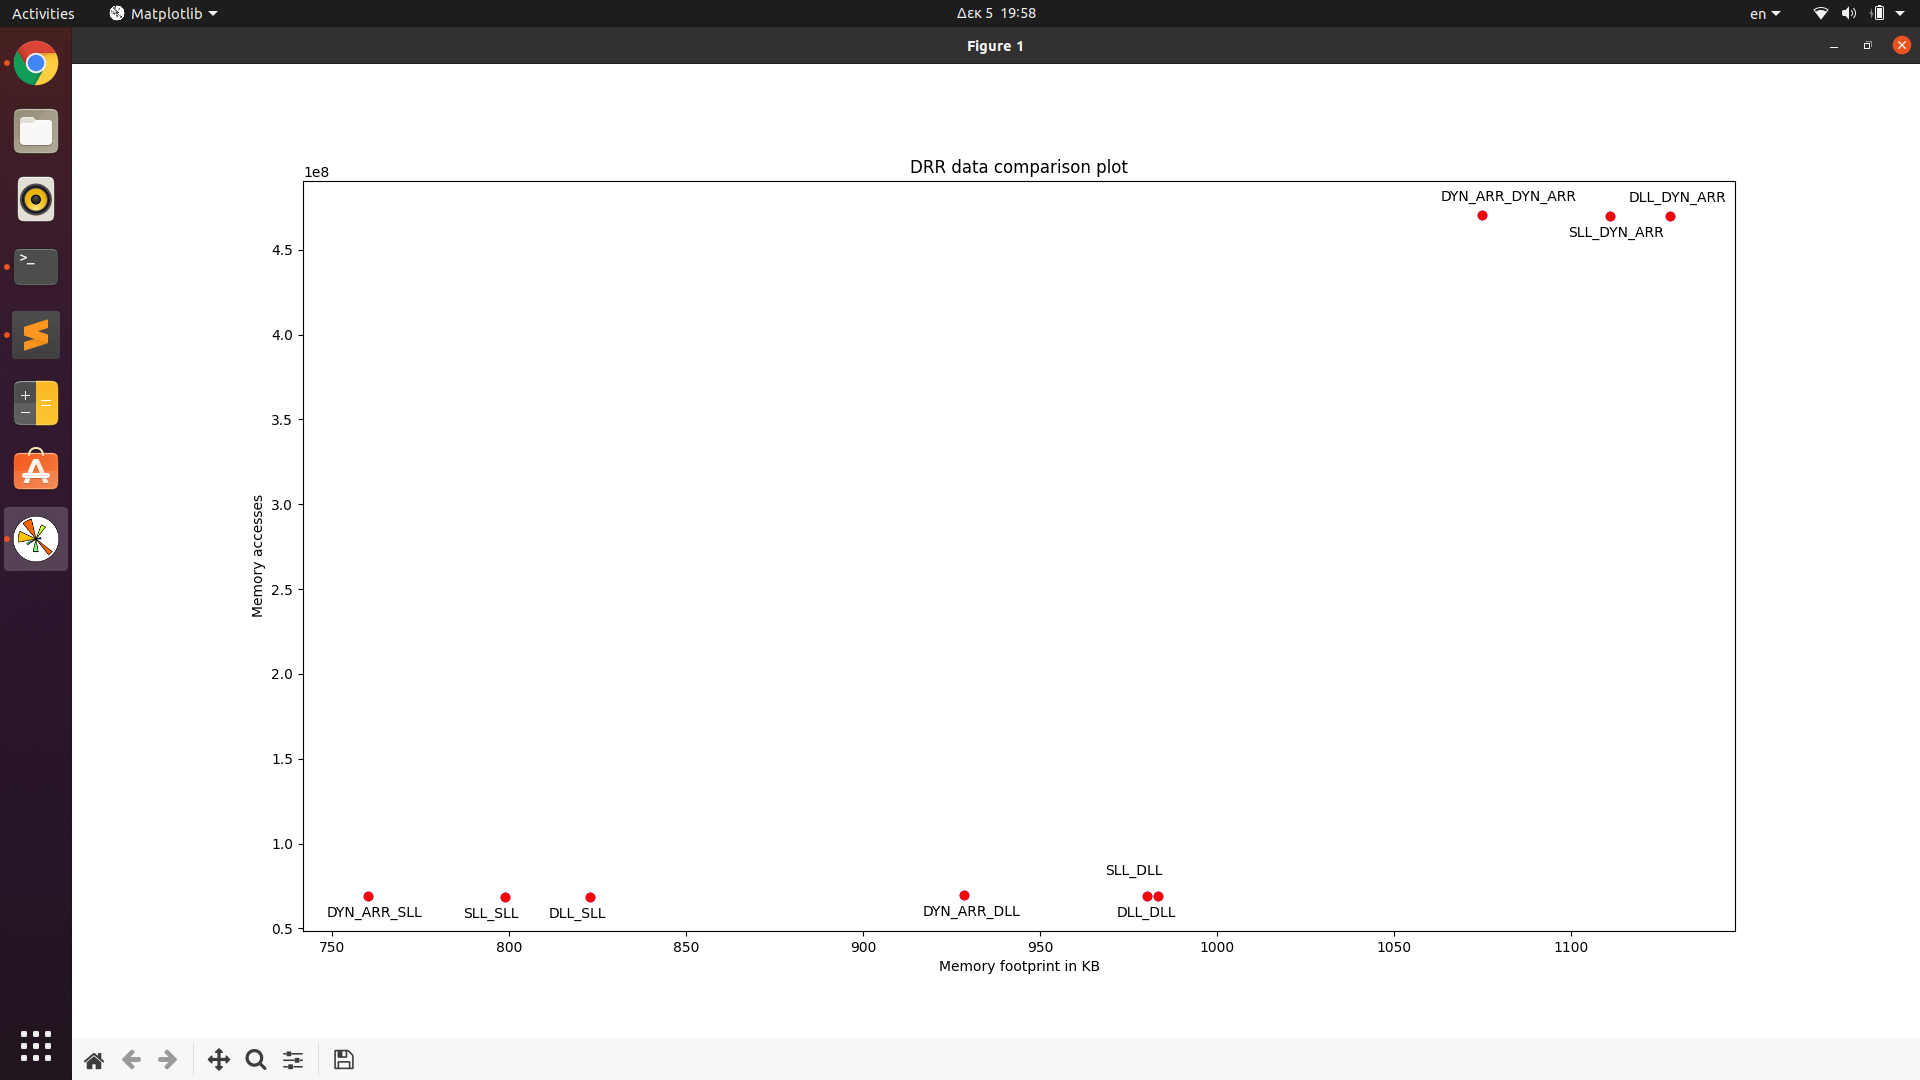 Activities
Matplotlib
Δεκ 5 19:58
en
Figure 1
DRR data comparison plot
1e8
DYN_ARR_DYN_ARR
DLL_DYN_ARR
SLL_DYN_ARR
4.5
4.0
3.5
3.0
2.5
2.0
1.5
1.0
0.5
Memory accesses
SLL_DLL
DYN_ARR_SLL
SLL_SLL
DLL_SLL
DYN_ARR_DLL
DLL_DLL
750
800
850
900
950
1000
1050
1100
Memory footprint in KB